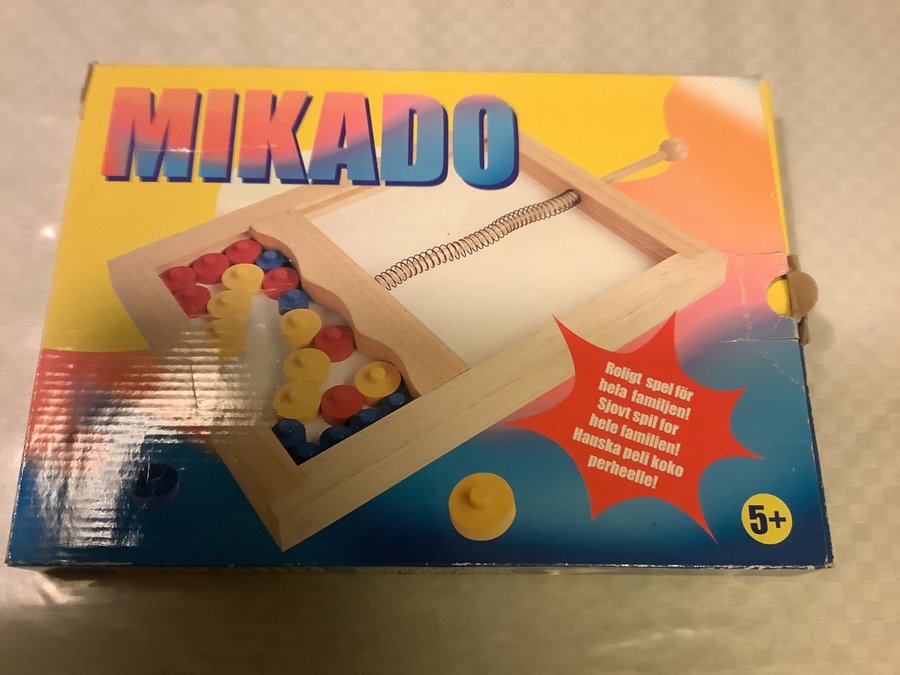 MIKADO
Roligt spel för
hela familjen!
Sjovt spil for
hele familien!
Hauska peli koko
perheelle!
5+